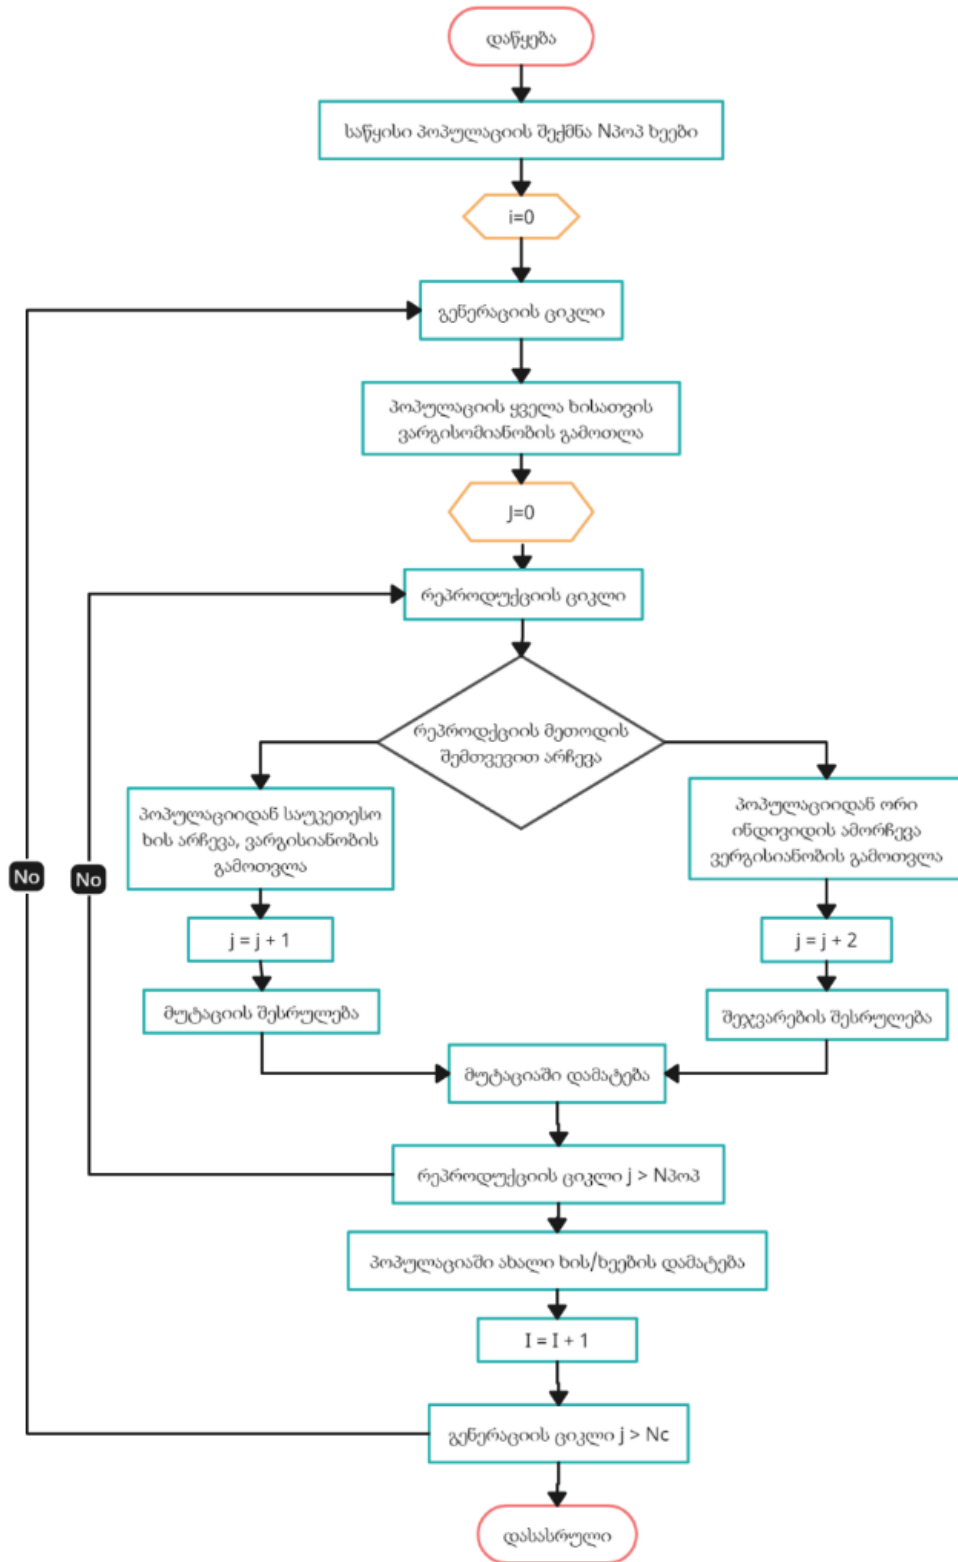 დაწყება
საწყისი პოპულაციის შექმნა Nპოპ ხეები
i=0
გენერაციის ციკლი
პოპულაციის ყველა ხისათვის
ვარგისომიანობის გამოთლა
J=0
რეპროდუქციის ციკლი
რეპროდქციის მეთოდის
შემთვევით არჩევა
პოპულაციიდან საუკეთესო
ხის არჩევა, ვარგისიანობის
გამოთვლა
პოპულაციიდან ორი
ინდივიდის ამორჩევა
ვერგისიანობის გამოთვლა
No
No
j = j + 1
j = j + 2
მუტაციის შესრულება
შეჯვარების შესრულება
მუტაციაში დამატება
რეპროდუქციის ციკლი j > Nპოპ
პოპულაციაში ახალი ხის/ხეების დამატება
I = I + 1
გენერაციის ციკლი j > Nc
დასასრული